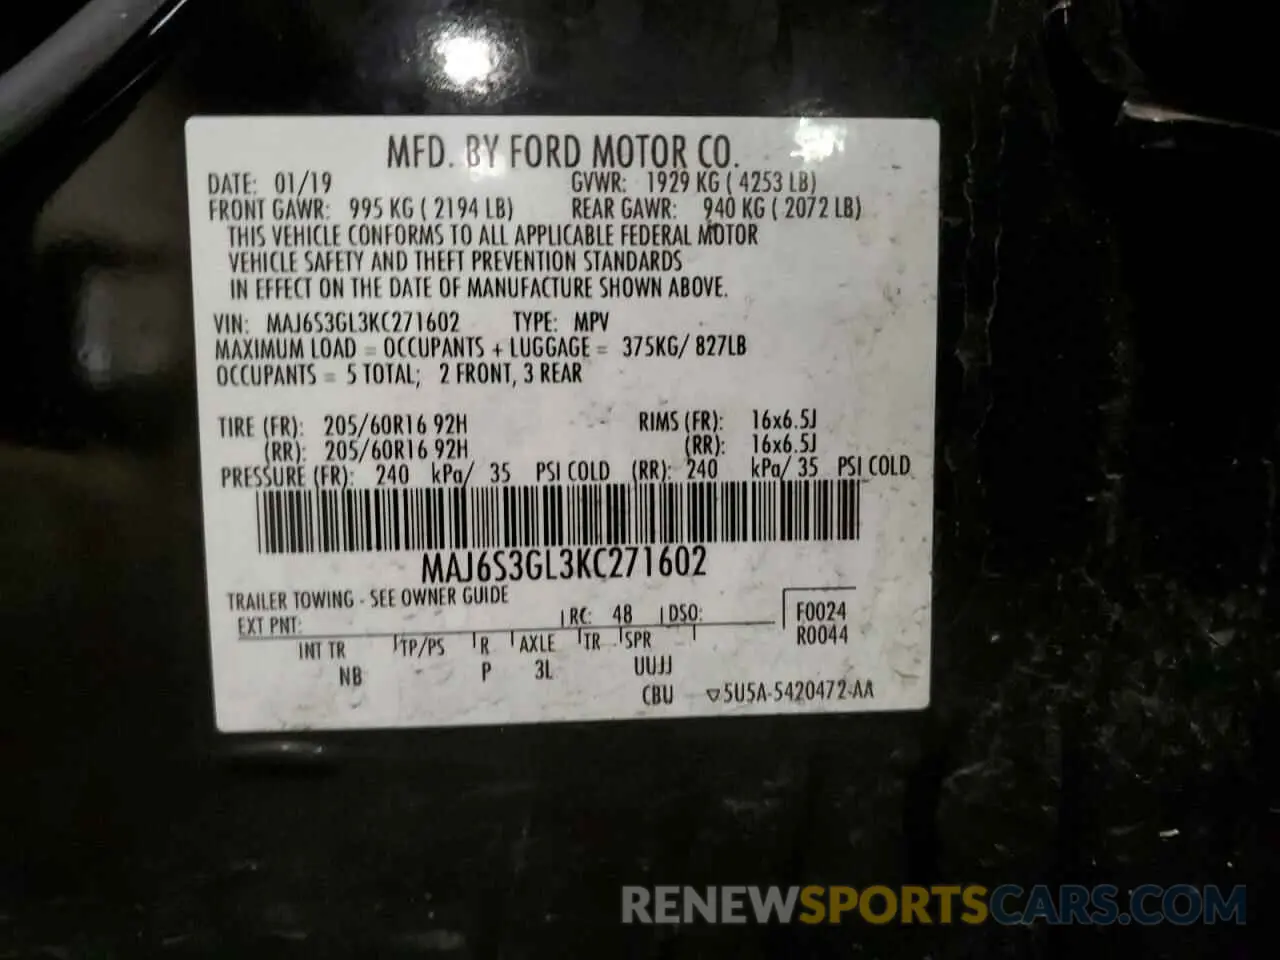 MFD. BY FORD MOTOR CO.
DATE: 01/19 GVWR: 1929 KG ( 4253 LB)
FRONT GAWR: 995 KG ( 2194 LB) REAR GAWR: 940 KG ( 2072 LB)
THIS VEHICLE CONFORMS TO ALL APPLICABLE FEDERAL MOTOR
VEHICLE SAFETY AND THEFT PREVENTION STANDARDS
IN EFFECT ON THE DATE OF MANUFACTURE SHOWN ABOVE.
VIN: MAJ6S3GL3KC271602 TYPE: MPV
MAXIMUM LOAD = OCCUPANTS + LUGGAGE = 375KG/ 827LB
OCCUPANTS = 5 TOTAL; 2 FRONT, 3 REAR
TIRE (FR): 205/60R16 92H RIMS (FR): 16x6.5J
(RR): 205/60R16 92H (RR): 16x6.5J
PRESSURE (FR): 240 kPa/ 35 PSI COLD (RR): 240 kPa/ 35 PSI COLD
MAJ6S3GL3KC271602
TRAILER TOWING - SEE OWNER GUIDE
EXT PNT: RC: 48 DSO: F0024
R0044
INT TR TP/PS R AXLE TR SPR
NB P 3L UUJJ
CBU 5U5A-5420472-AA
RENEWSPORTSCARS.COM